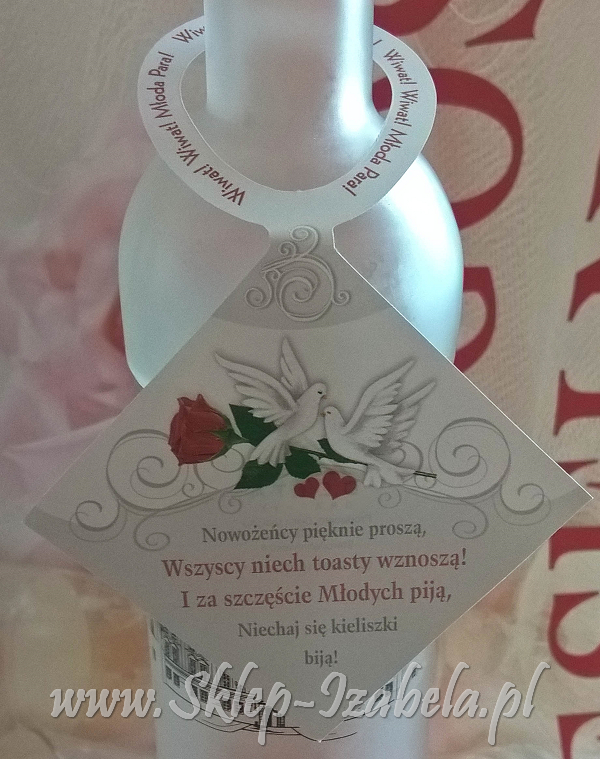 Wiwat! Wiwat! Młoda Para! Wiw
Wiwat! Wiwat! Młoda Para!
Nowożeńcy pięknie proszą,
Wszyscy niech toasty wznoszą!
I za szczęście Młodych piją,
Niechaj się kieliszki
biją!
www.Sklep-Izabela.pl